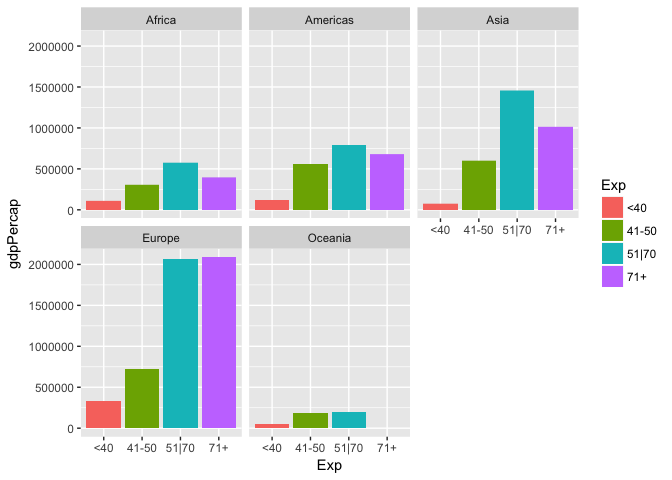 Africa Americas Asia
2000000
1500000
1000000
500000
0
<40 41-50 51|70 71+
Europe Oceania
2000000
1500000
1000000
500000
0
<40 41-50 51|70 71+ <40 41-50 51|70 71+
Exp
gdpPercap
Exp
<40
41-50
51|70
71+